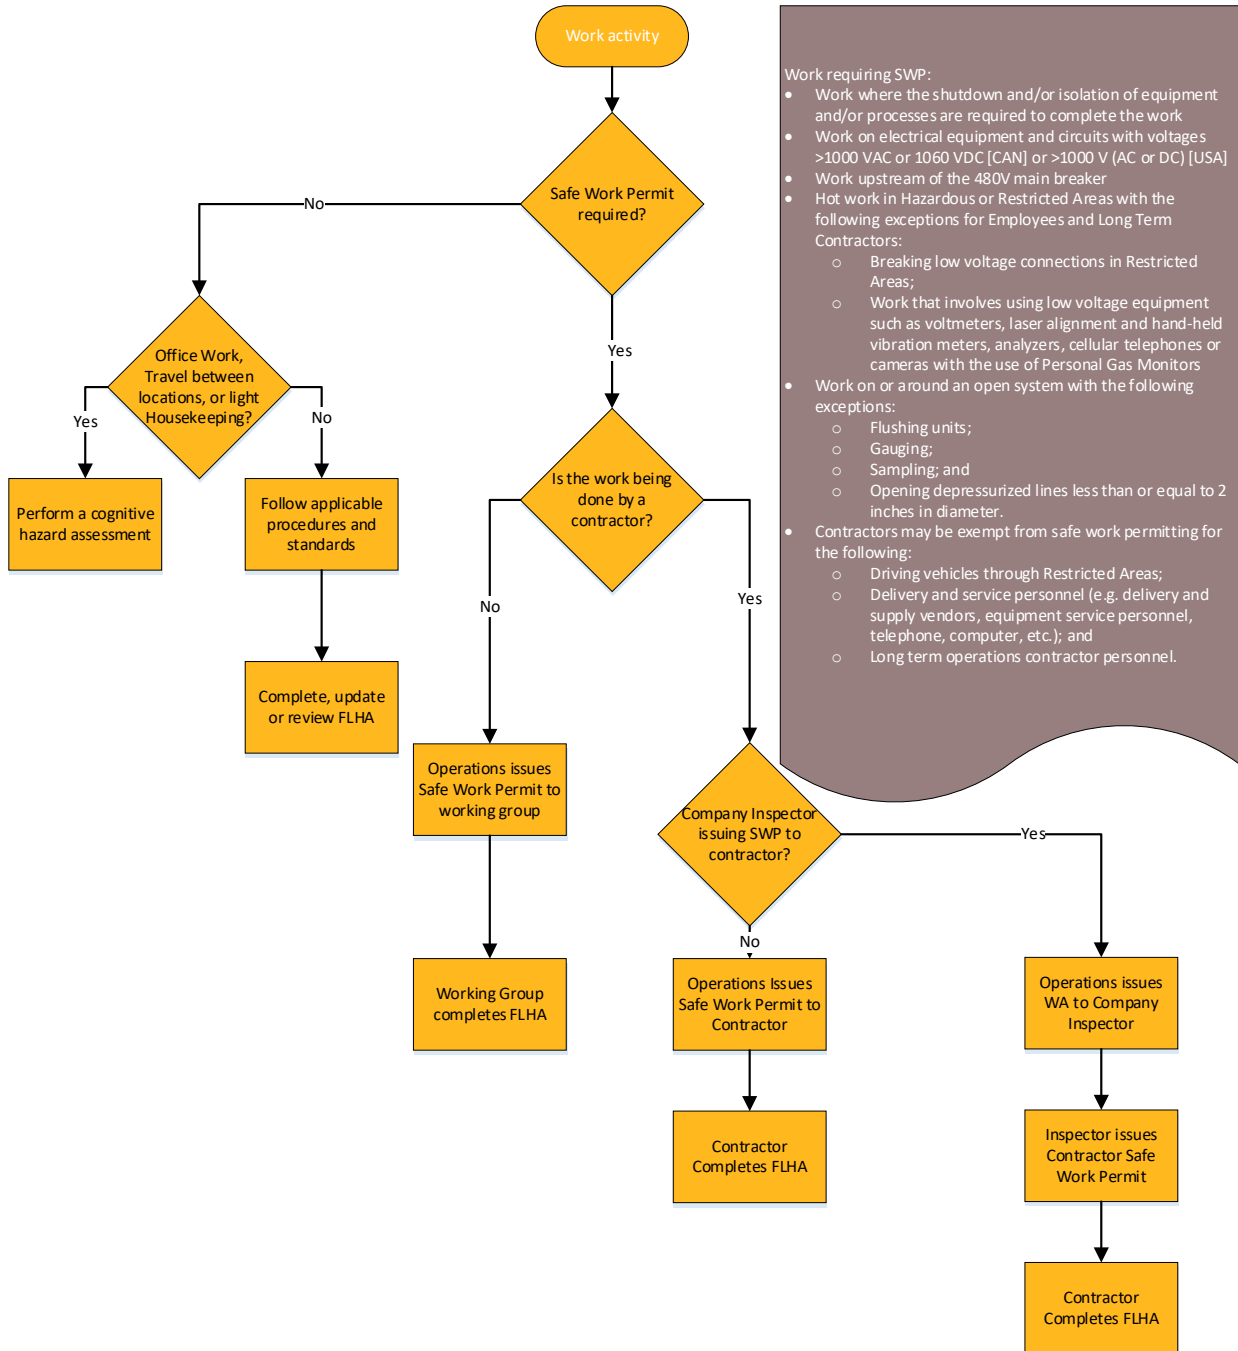 Work activity
Work requiring SWP:
• Work where the shutdown and/or isolation of equipment
and/or processes are required to complete the work
• Work on electrical equipment and circuits with voltages
>1000 VAC or 1060 VDC [CAN] or >1000 V (AC or DC) [USA]
• Work upstream of the 480V main breaker
• Hot work in Hazardous or Restricted Areas with the
following exceptions for Employees and Long Term
Contractors:
o Breaking low voltage connections in Restricted
Areas;
o Work that involves using low voltage equipment
such as voltmeters, laser alignment and hand-held
vibration meters, analyzers, cellular telephones or
cameras with the use of Personal Gas Monitors
• Work on or around an open system with the following
exceptions:
o Flushing units;
o Gauging;
o Sampling; and
o Opening depressurized lines less than or equal to 2
inches in diameter.
• Contractors may be exempt from safe work permitting for
the following:
o Driving vehicles through Restricted Areas;
o Delivery and service personnel (e.g. delivery and
supply vendors, equipment service personnel,
telephone, computer, etc.); and
o Long term operations contractor personnel.
Safe Work Permit
required?
No
Yes
Office Work,
Travel between
locations, or light
Housekeeping?
Yes
No
Perform a cognitive
hazard assessment
Follow applicable
procedures and
standards
Complete, update
or review FLHA
Is the work being
done by a
contractor?
No
Yes
Operations issues
Safe Work Permit to
working group
Working Group
completes FLHA
Company Inspector
issuing SWP to
contractor?
No
Yes
Operations Issues
Safe Work Permit to
Contractor
Contractor
Completes FLHA
Operations issues
WA to Company
Inspector
Inspector issues
Contractor Safe
Work Permit
Contractor
Completes FLHA